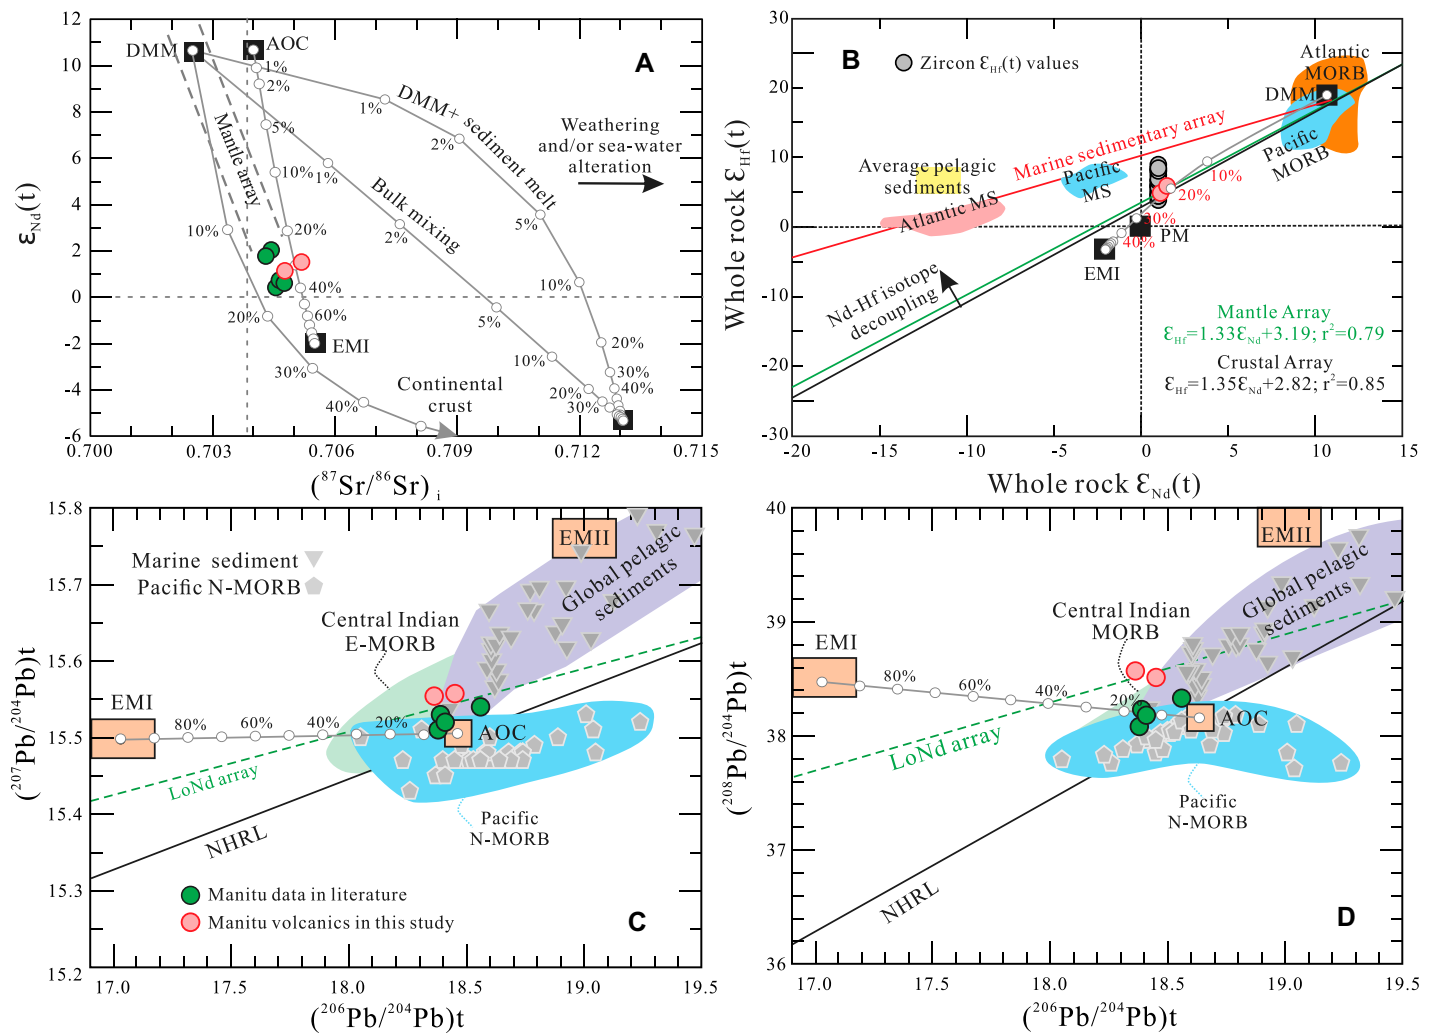 A
12
10
8
6
4
2
0
-2
-4
-6
εNd(t)
DMM
AOC
1%
2%
5%
10%
20%
40%
60%
EMI
Mantle array
10%
20%
30%
40%
Continental
crust
Bulk mixing
1%
2%
5%
10%
20%
30%
DMM+ sediment melt
1%
2%
5%
10%
20%
30%
40%
Weathering
and/or sea-water
alteration
0.700
0.703
0.706
0.709
0.712
0.715
(87Sr/86Sr) i
B
Zircon εHf(t) values
30
20
10
0
-10
-20
-30
Whole rock εHf(t)
Atlantic
MORB
DMM
Pacific
MORB
Marine sedimentary array
Average pelagic
sediments
Pacific
MS
Atlantic MS
10%
20%
30%
40%
PM
EMI
Nd-Hf isotope
decoupling
Mantle Array
εHf=1.33εNd+3.19; r2=0.79
Crustal Array
εHf=1.35εNd+2.82; r2=0.85
-20
-15
-10
-5
0
5
10
15
Whole rock εNd(t)
C
15.8
15.7
15.6
15.5
15.4
15.3
15.2
(207Pb/204Pb)t
Marine sediment
Pacific N-MORB
EMII
Global pelagic
sediments
Central Indian
E-MORB
EMI
80%
60%
40%
20%
AOC
LoNd array
NHRL
Pacific
N-MORB
Manitu data in literature
Manitu volcanics in this study
17.0
17.5
18.0
18.5
19.0
19.5
(206Pb/204Pb)t
D
40
39
38
37
36
(208Pb/204Pb)t
EMII
Global pelagic
sediments
Central Indian
MORB
EMI
80%
60%
40%
20%
AOC
LoNd array
NHRL
Pacific
N-MORB
17.0
17.5
18.0
18.5
19.0
19.5
(206Pb/204Pb)t